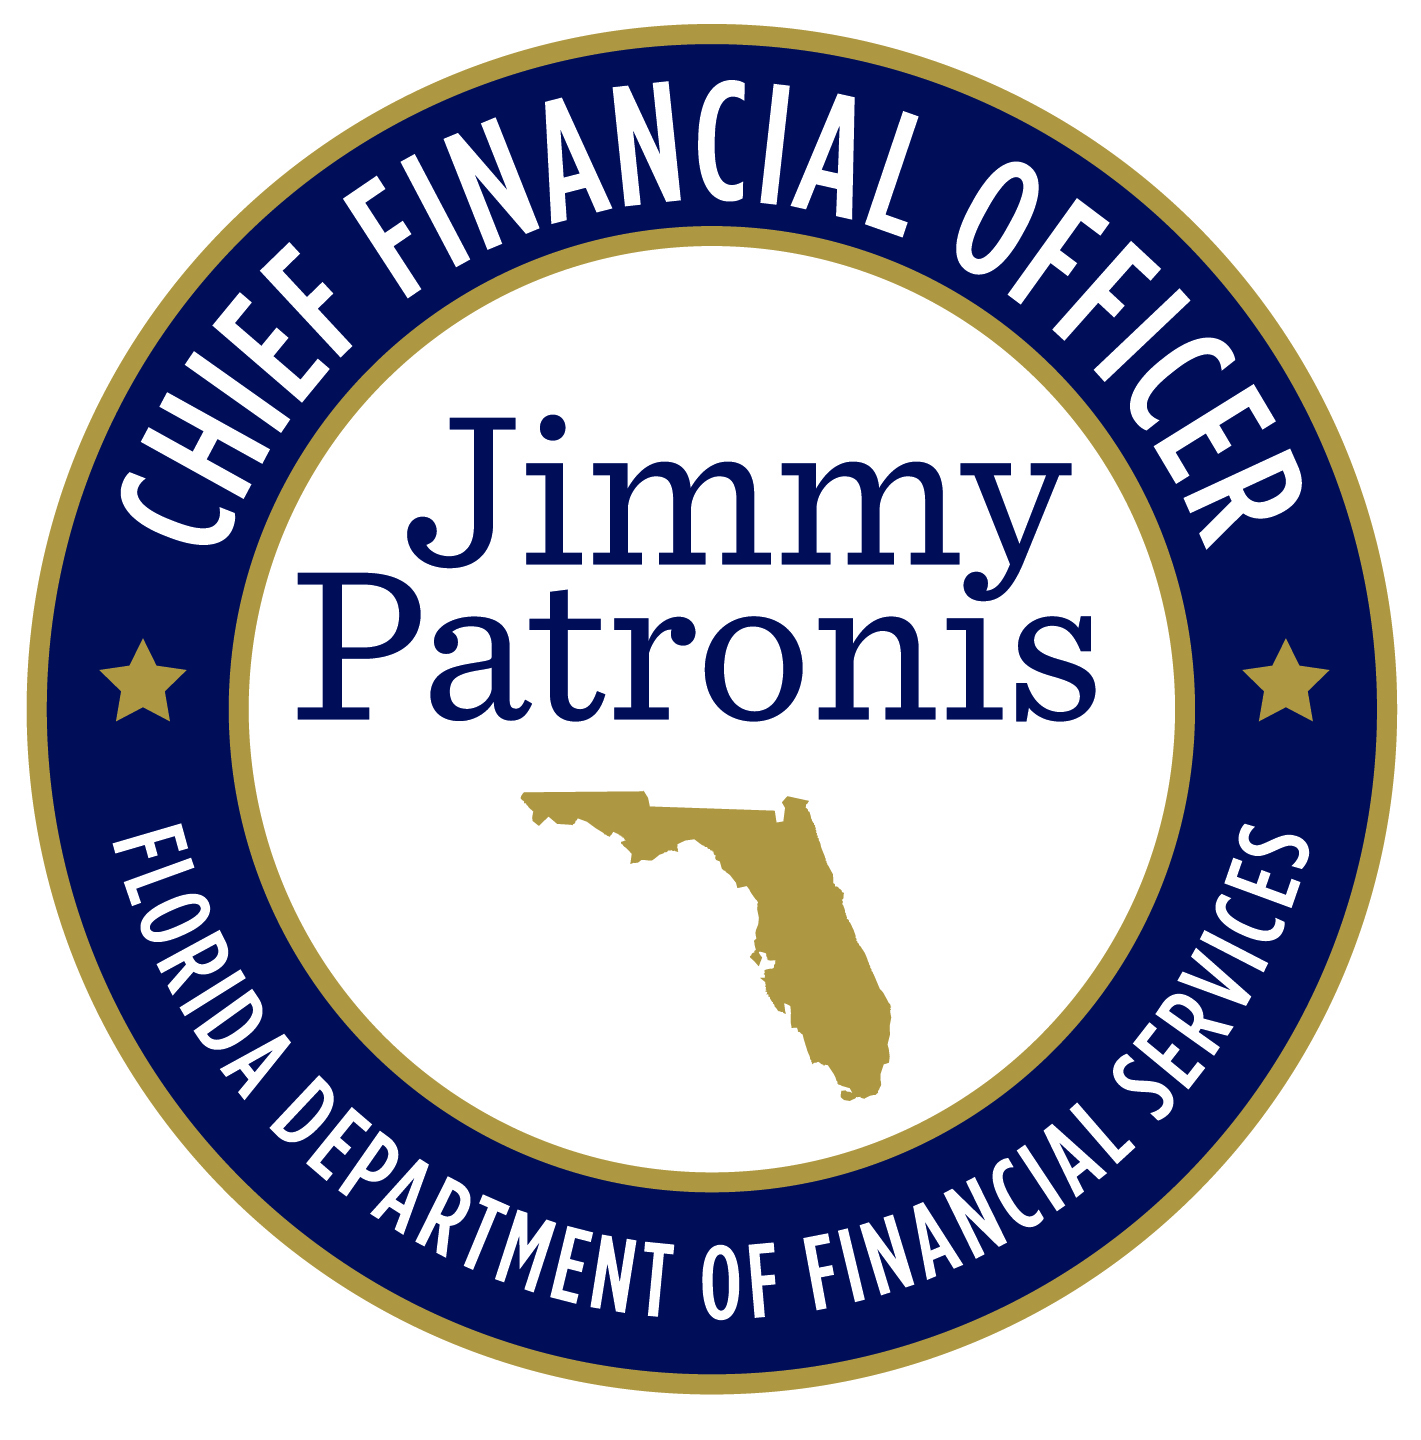 CHIEF FINANCIAL OFFICER
Jimmy
Patronis
FLORIDA DEPARTMENT OF FINANCIAL SERVICES